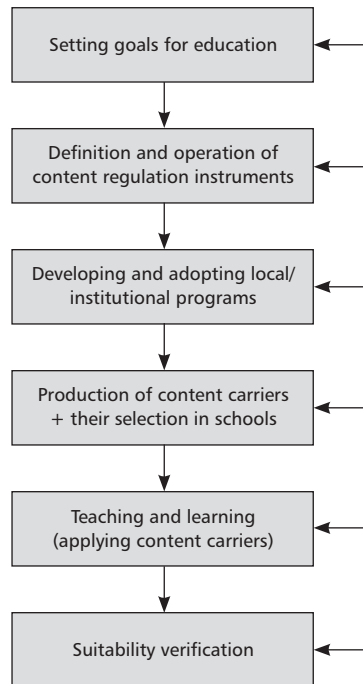 Setting goals for education
Definition and operation of
content regulation instruments
Developing and adopting local/
institutional programs
Production of content carriers
+ their selection in schools
Teaching and learning
(applying content carriers)
Suitability verification